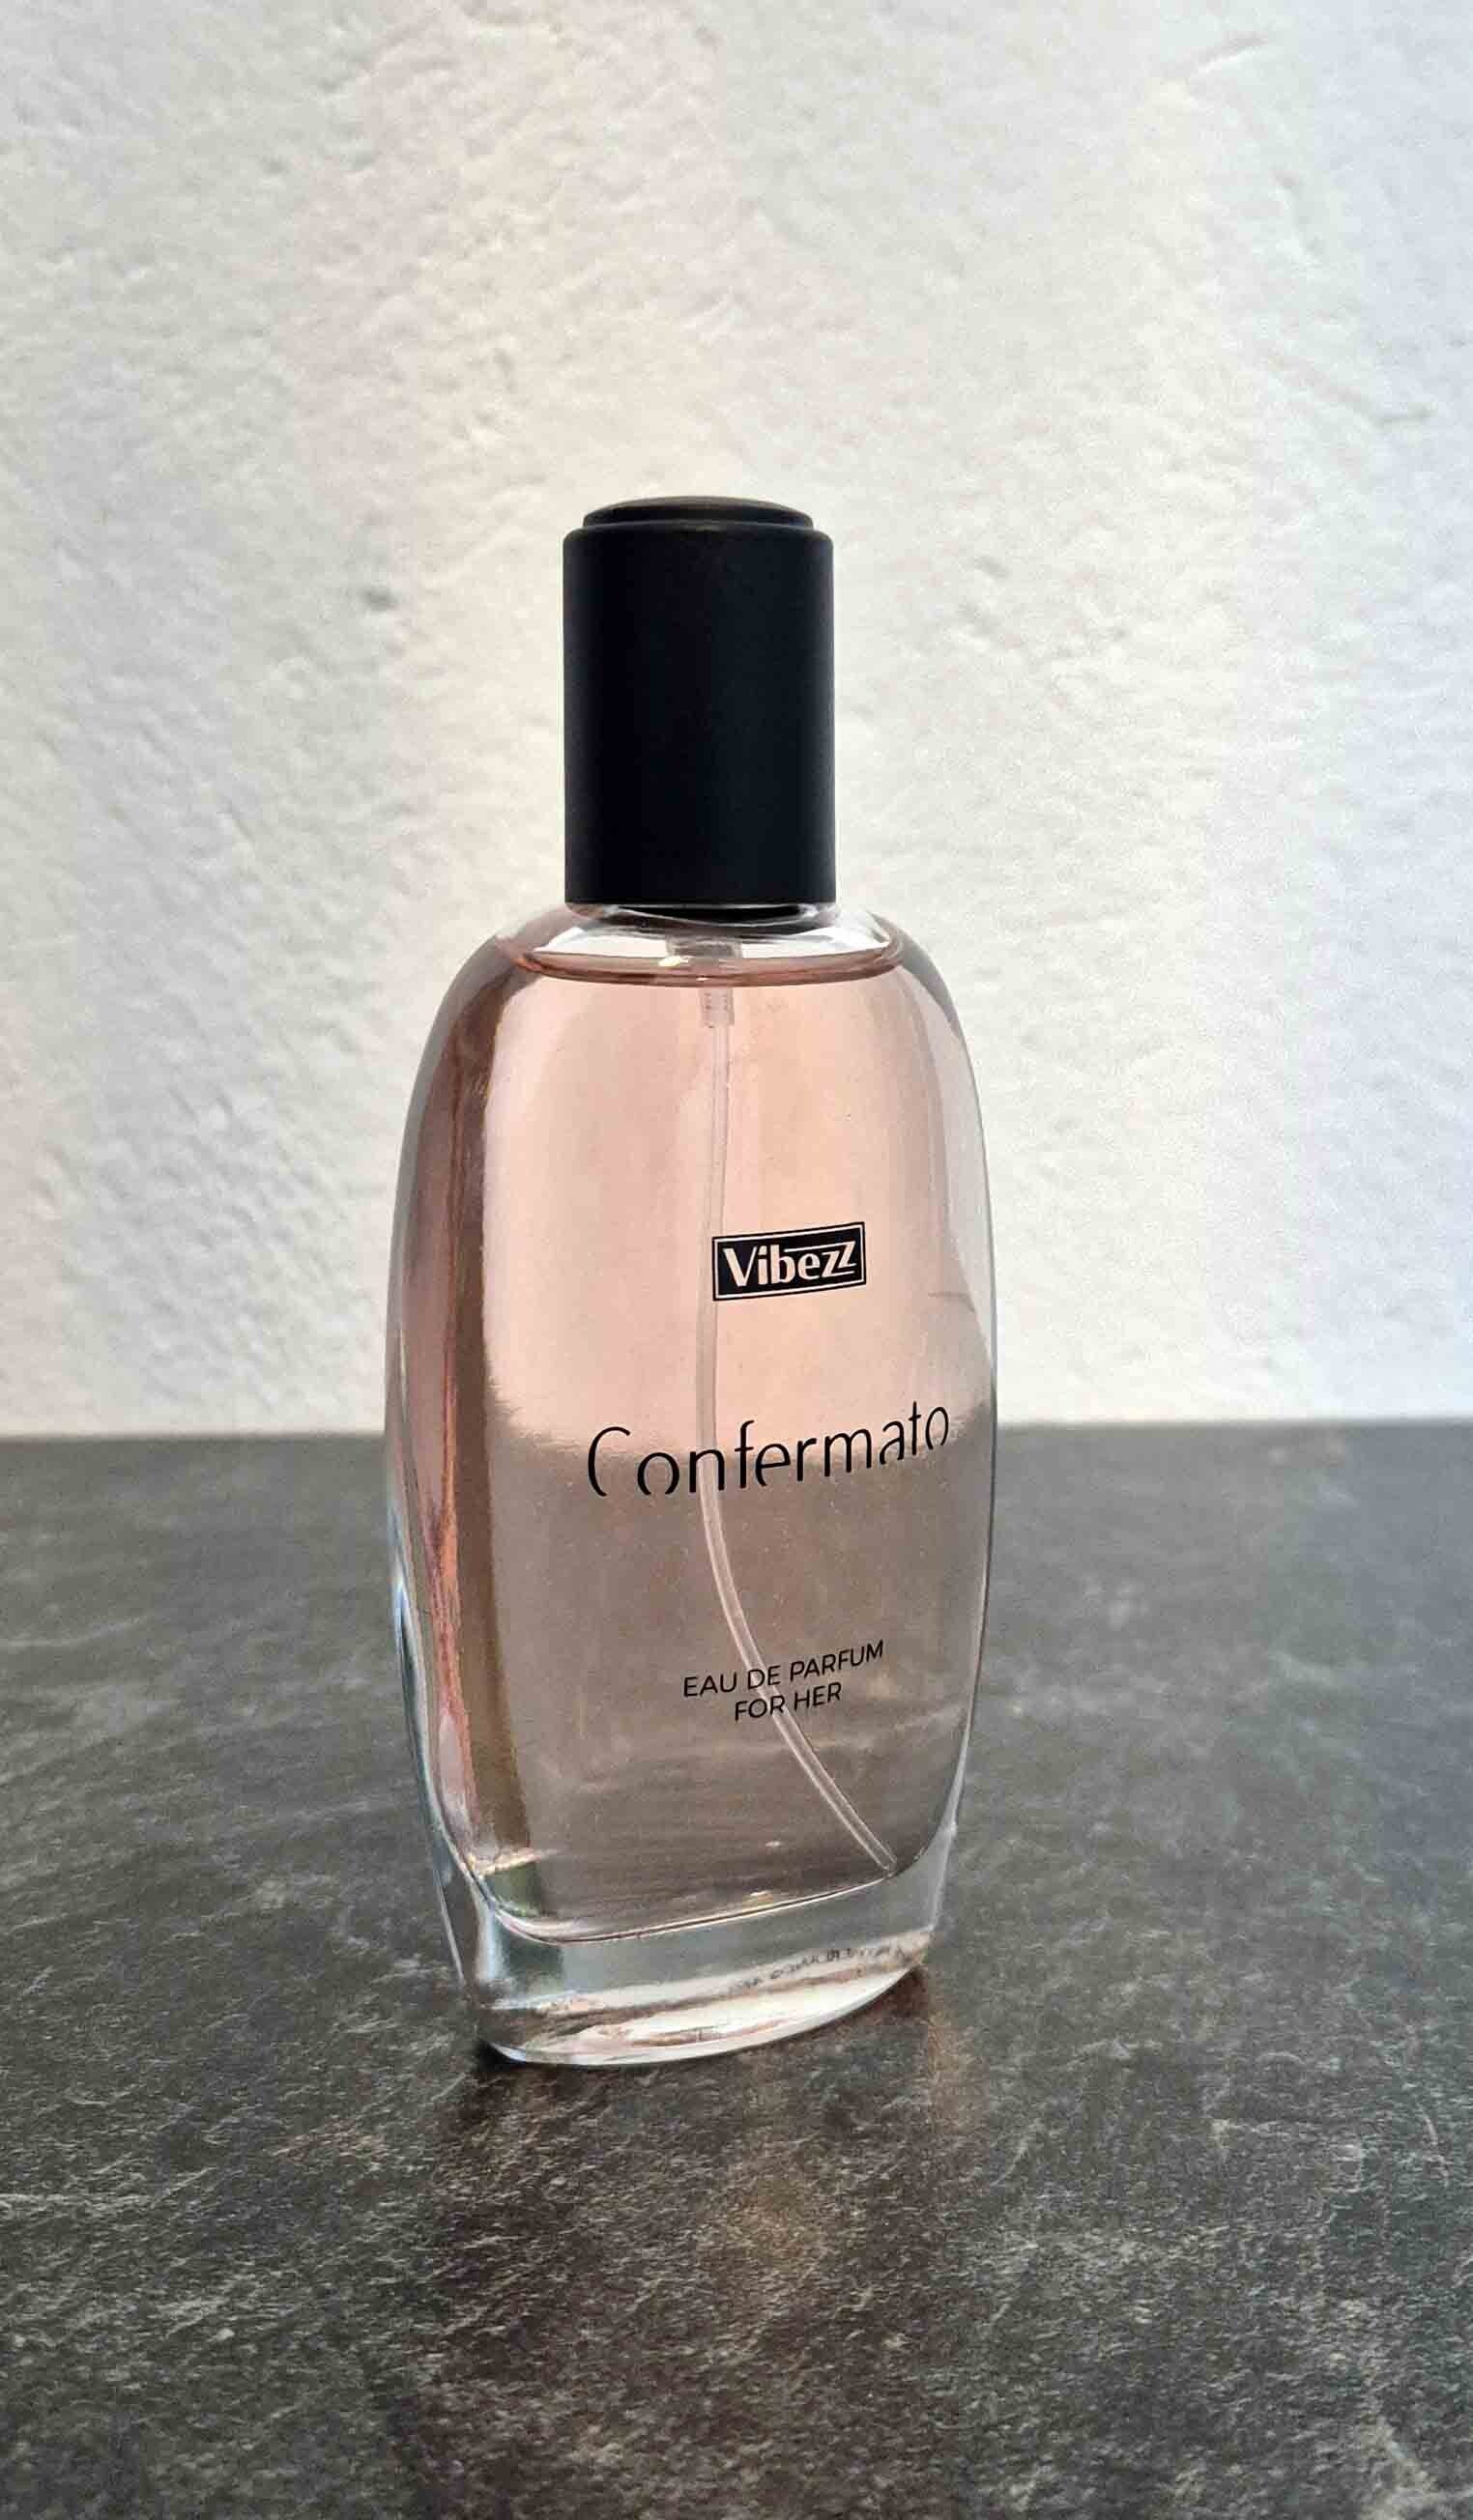 Vibezz
Confermato
EAU DE PARFUM
FOR HER